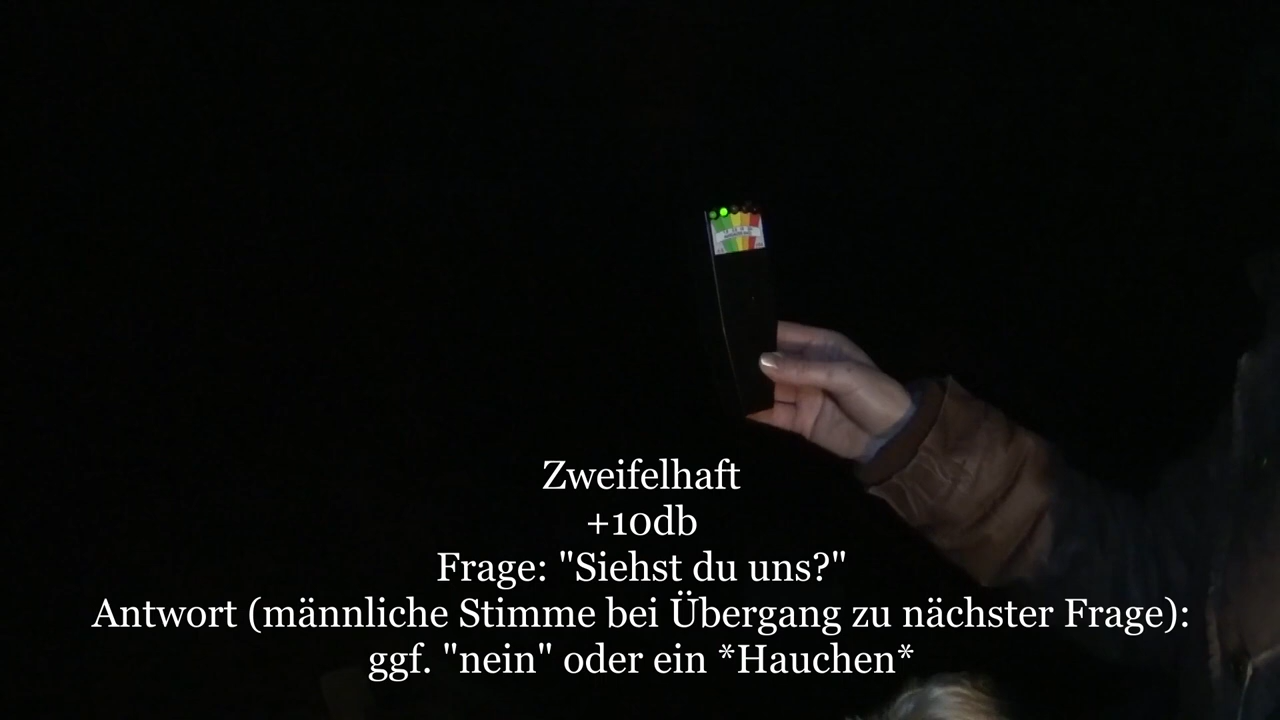 Zweifelhaft
+10db
Frage: "Siehst du uns?"
Antwort (männliche Stimme bei Übergang zu nächster Frage):
ggf. "nein" oder ein *Hauchen*